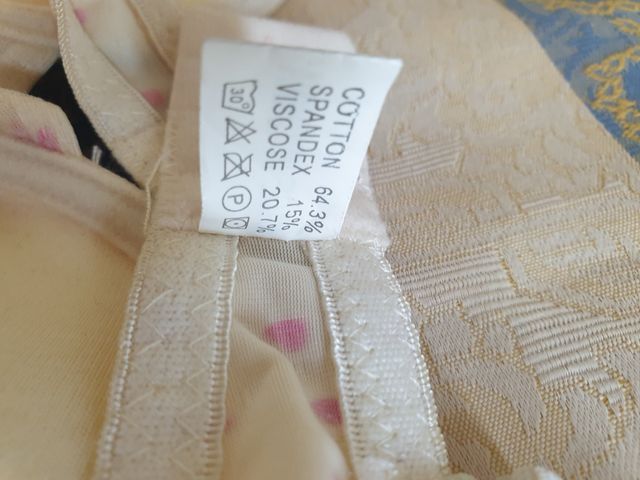 COTTON 64.3%
SPANDEX 15%
VISCOSE 20.7%
30° P